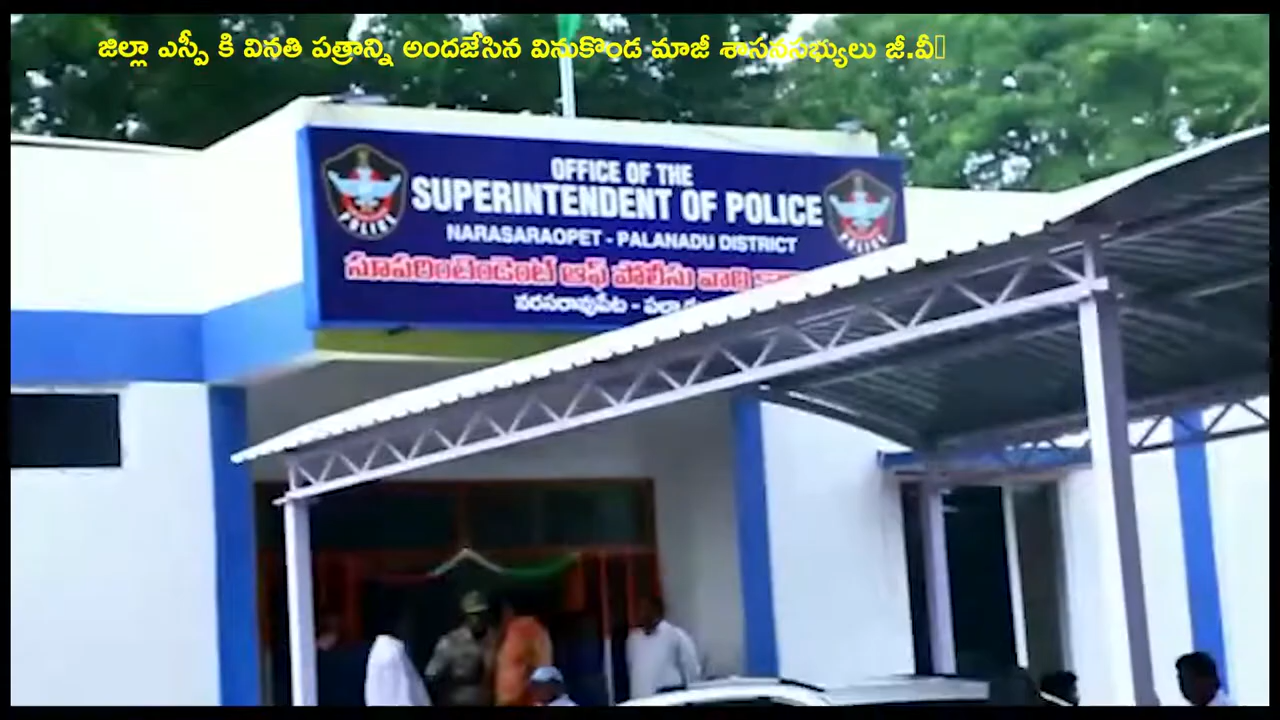 జిల్లా ఎస్పీ కి వినతి పత్రాన్ని అందజేసిన వినుకొండ మాజీ శాసనసభ్యులు జీ.వీ
OFFICE OF THE
SUPERINTENDENT OF POLICE
NARASARAOPET - PALANADU DISTRICT
సూపరింటెండెంట్ ఆఫ్ పోలీసు వారి
నరసరావుపేట -
POLICE
POLICE